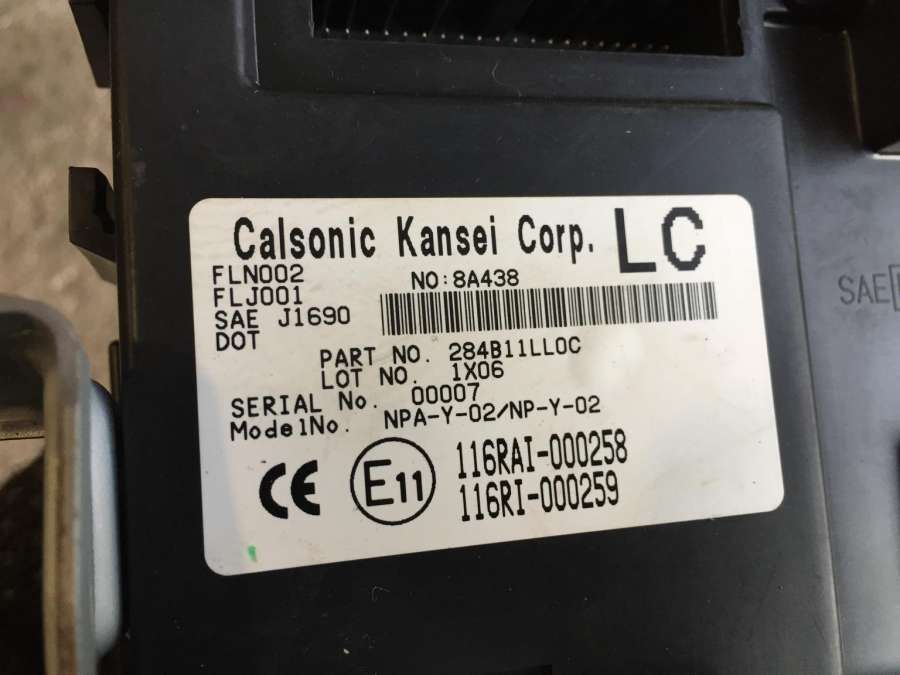 Calsonic Kansei Corp. LC
FLN002
NO:8A438
FLJ001
SAE J1690
DOT
PART NO. 284B11LL0C
LOT NO. 1X06
SERIAL No. 00007
ModelNo. NPA-Y-02/NP-Y-02
CE E11 116RAI-000258
116RI-000259
SAE